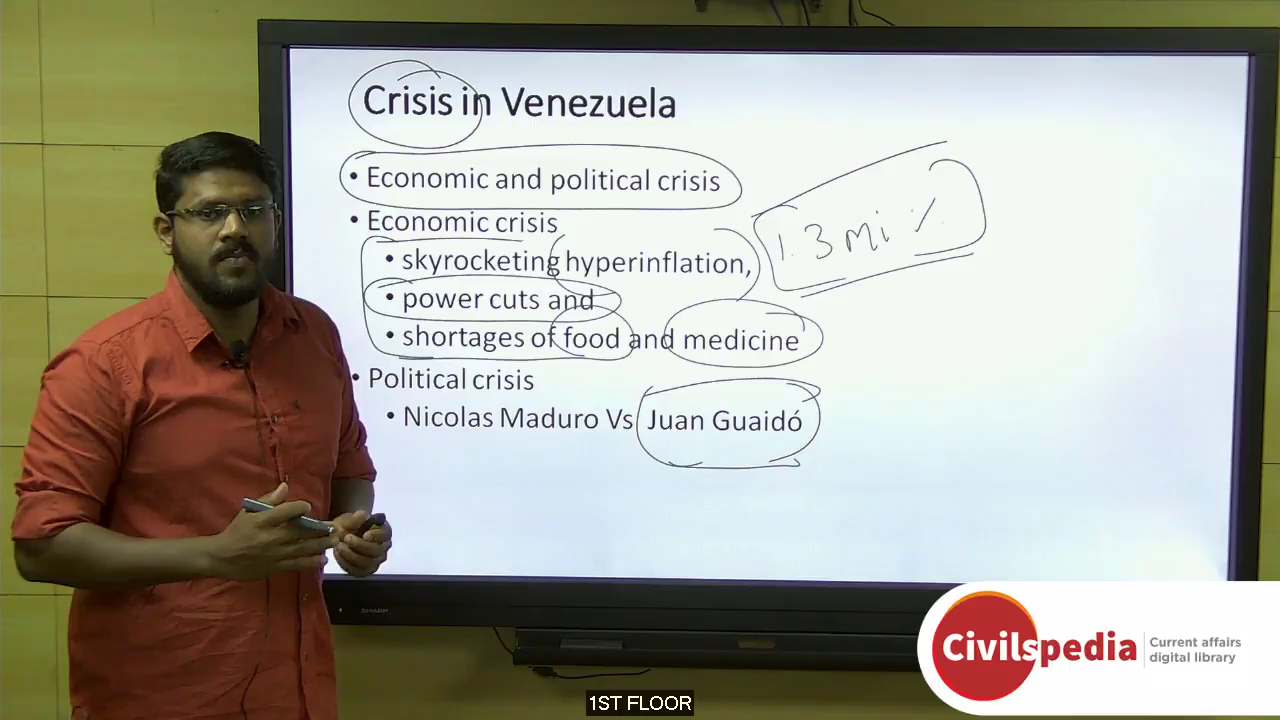 Crisis in Venezuela
• Economic and political crisis
• Economic crisis
• skyrocketing hyperinflation,
• power cuts and
• shortages of food and medicine
• Political crisis
• Nicolas Maduro Vs Juan Guaidó
1.3 mi %
SHARP
Civilspedia
Current affairs
digital library
1ST FLOOR